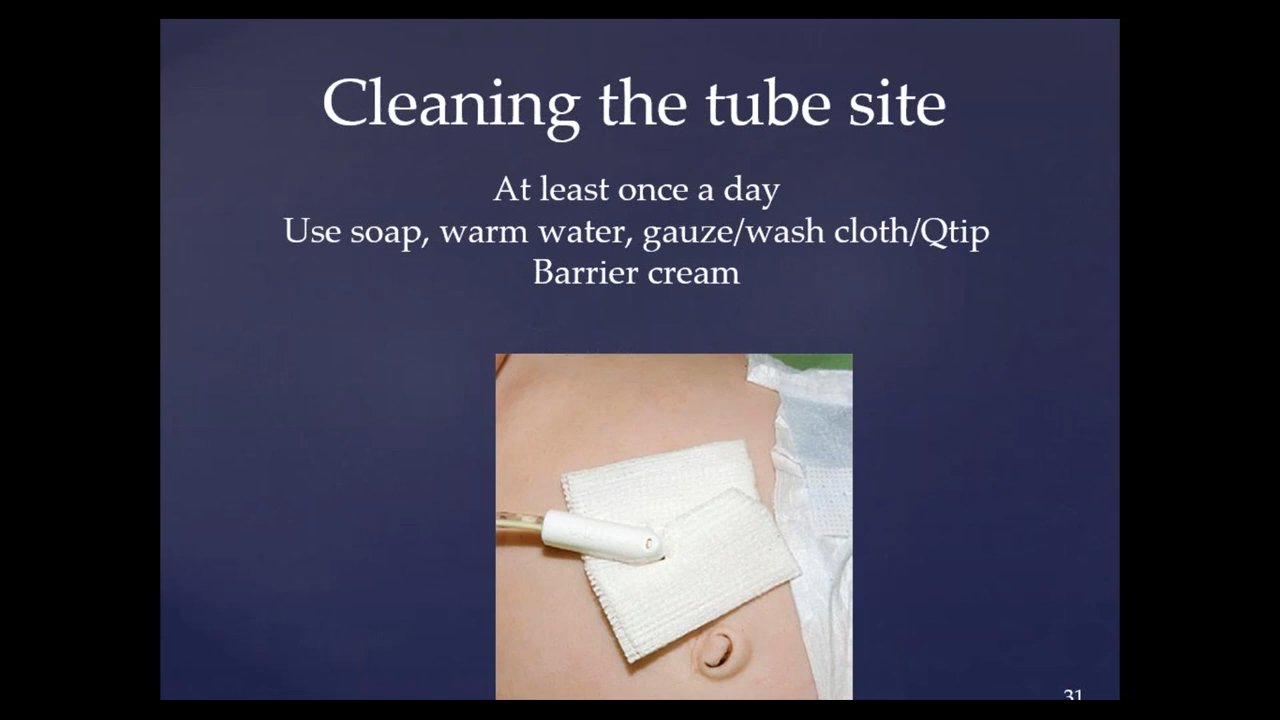 Cleaning the tube site
At least once a day
Use soap, warm water, gauze/wash cloth/Qtip
Barrier cream
31